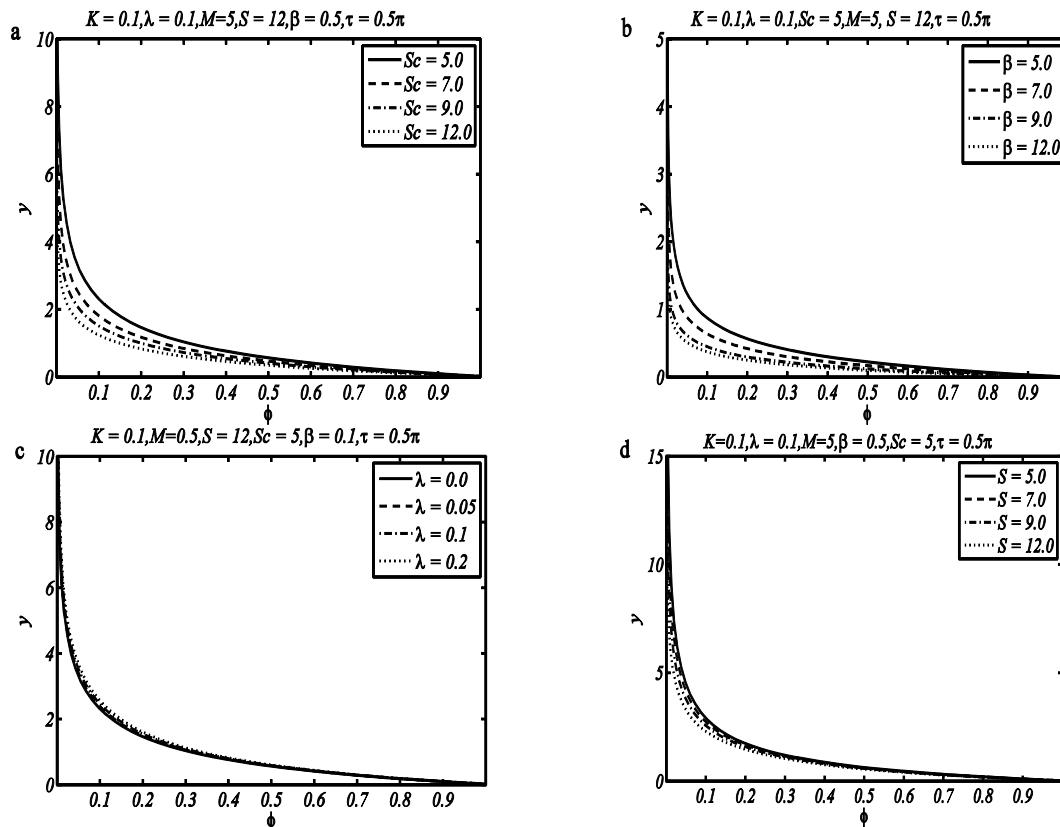 a
K = 0.1,λ = 0.1,M=5,S = 12,β = 0.5,τ = 0.5π
10
8
6
4
2
0
y
Sc = 5.0
Sc = 7.0
Sc = 9.0
Sc = 12.0
0.1 0.2 0.3 0.4 0.5 0.6 0.7 0.8 0.9
ϕ
b
K = 0.1,λ = 0.1,Sc = 5,M=5, S = 12,τ = 0.5π
5
4
3
2
1
0
y
β = 5.0
β = 7.0
β = 9.0
β = 12.0
0.1 0.2 0.3 0.4 0.5 0.6 0.7 0.8 0.9
ϕ
c
K = 0.1,M=0.5,S = 12,Sc = 5,β = 0.1,τ = 0.5π
10
8
6
4
2
0
y
λ = 0.0
λ = 0.05
λ = 0.1
λ = 0.2
0.1 0.2 0.3 0.4 0.5 0.6 0.7 0.8 0.9
ϕ
d
K=0.1,λ = 0.1,M=5,β = 0.5,Sc = 5,τ = 0.5π
15
10
5
0
y
S = 5.0
S = 7.0
S = 9.0
S = 12.0
0.1 0.2 0.3 0.4 0.5 0.6 0.7 0.8 0.9
ϕ